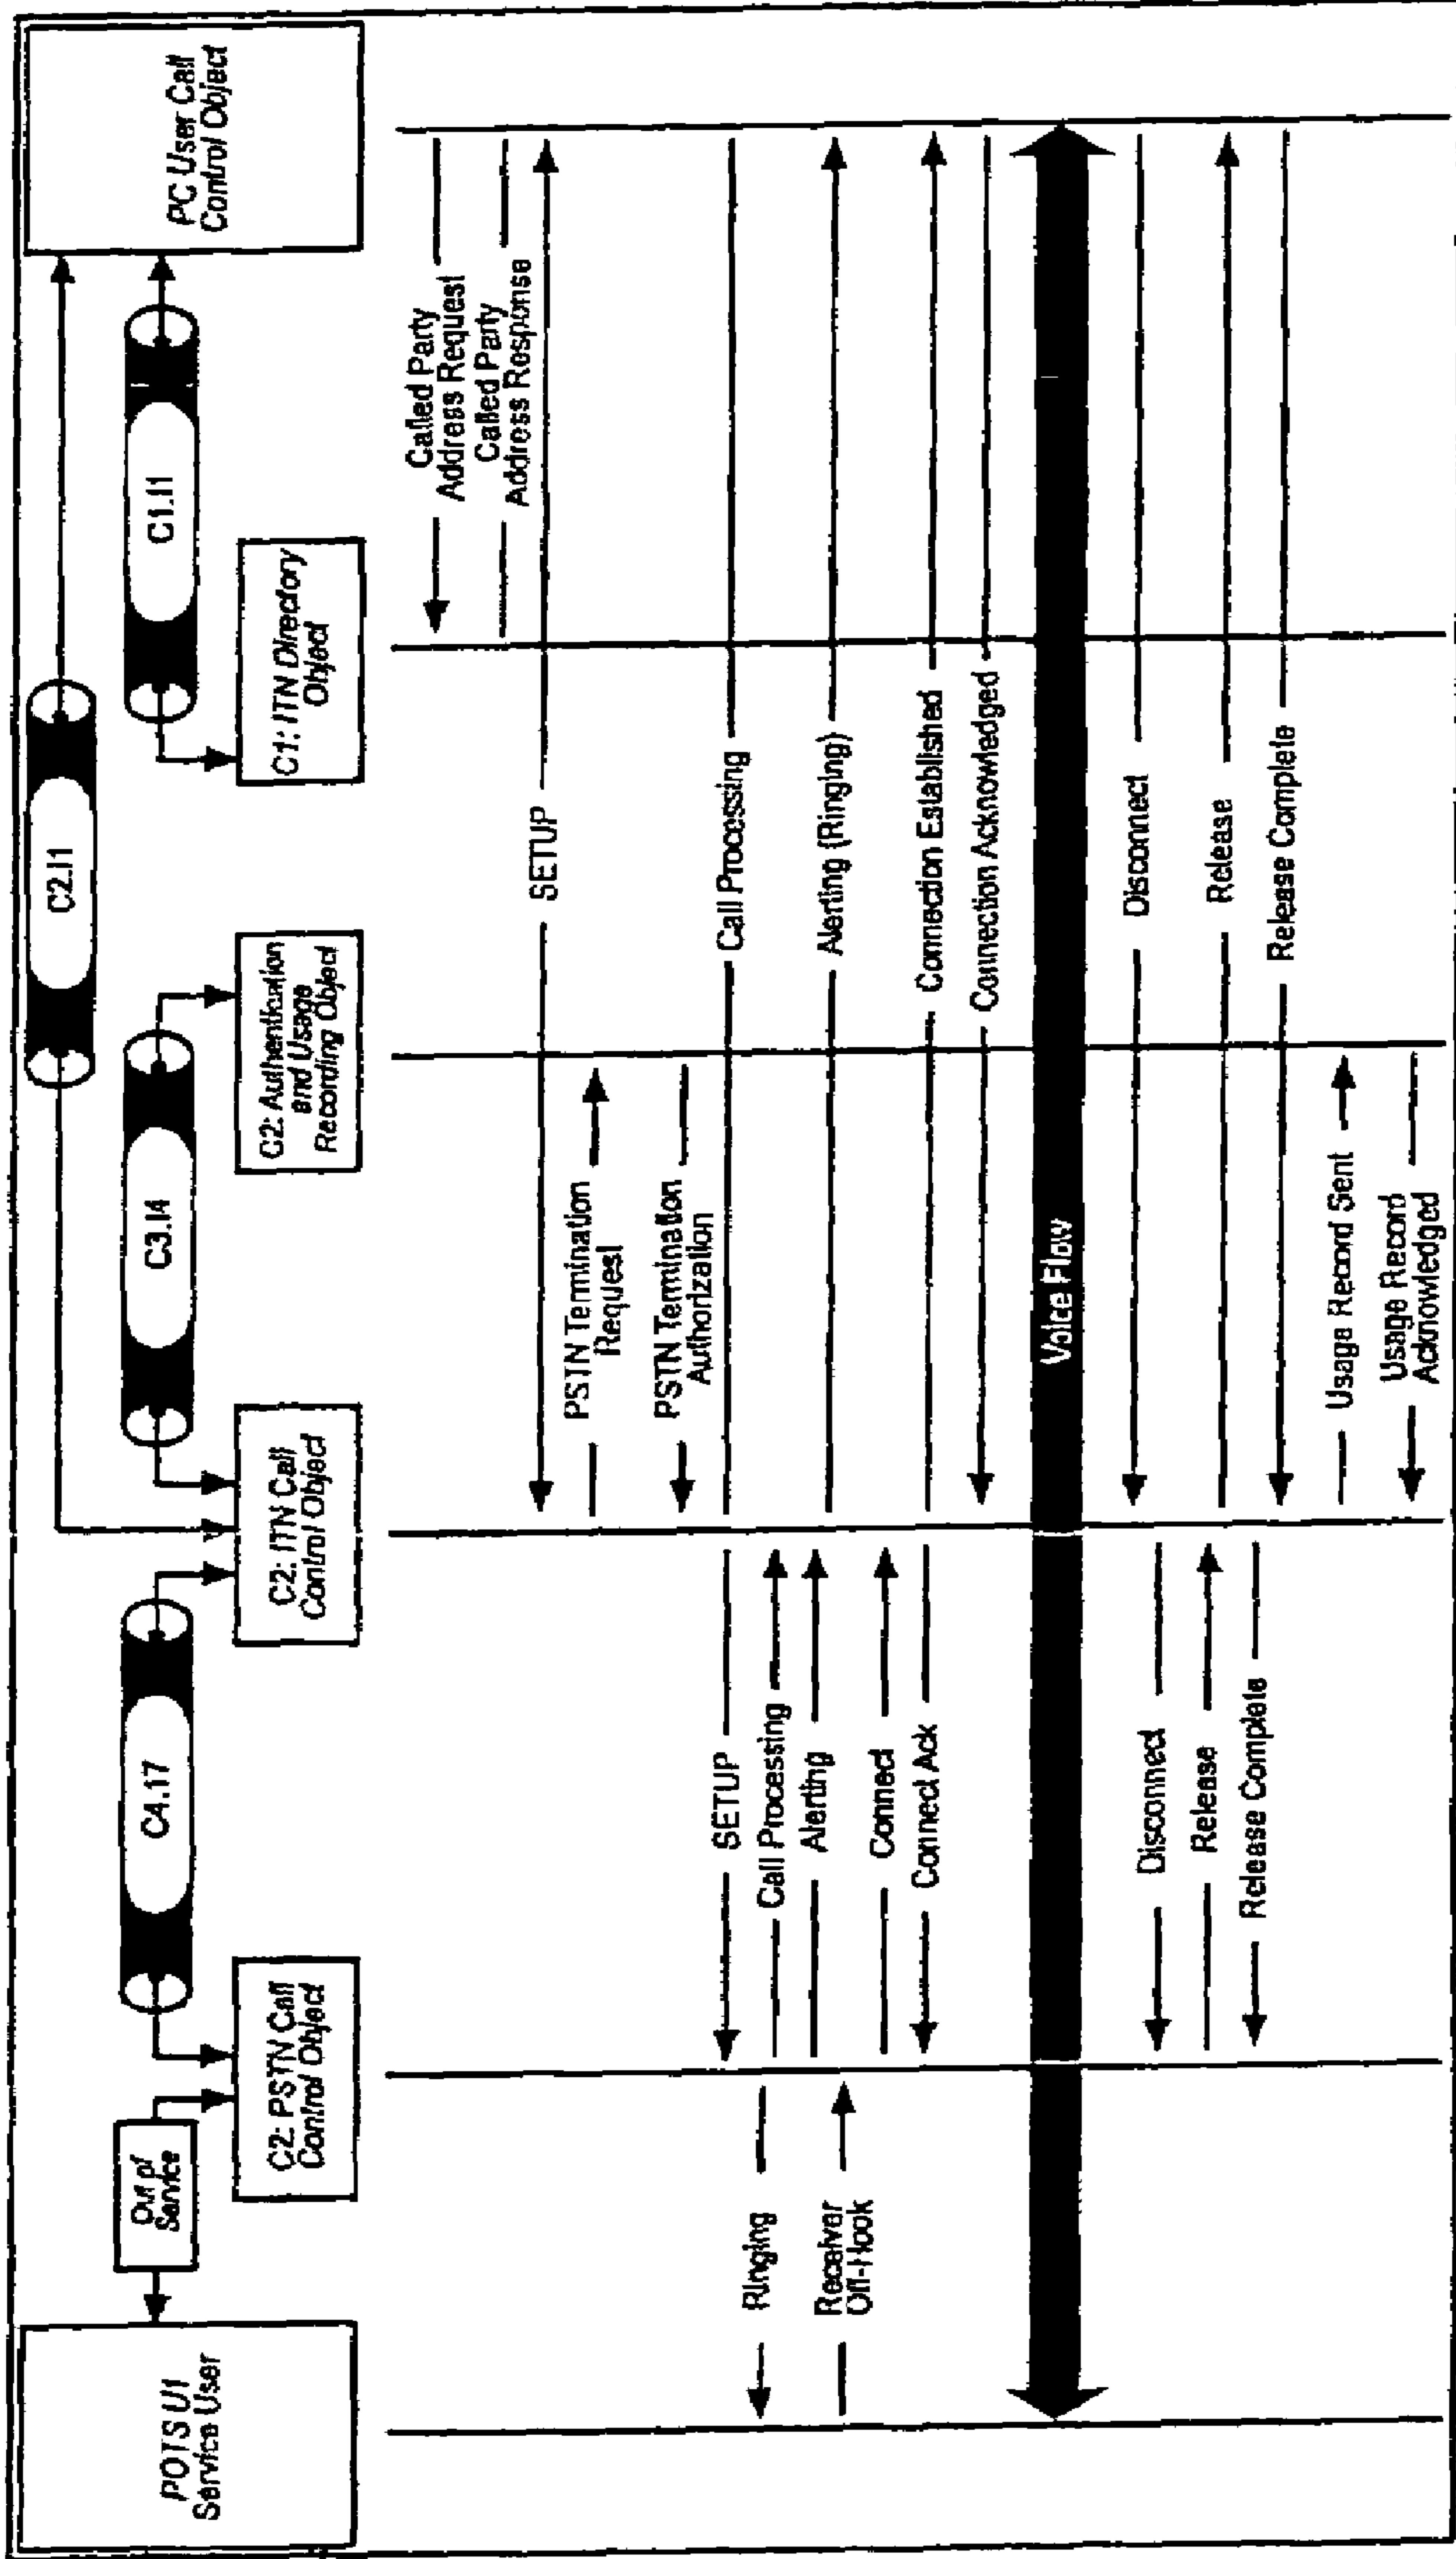 POTS U1
Service User
Out of
Service
C4.17
C3.I4
C2.I1
C1.I1
PC User Call
Control Object
C2: PSTN Call
Control Object
C2: ITN Call
Control Object
C2: Authentication
and Usage
Recording Object
C1: ITN Directory
Object
Called Party
Address Request
Called Party
Address Response
SETUP
PSTN Termination
Request
PSTN Termination
Authorization
SETUP
Call Processing
Ringing
Call Processing
Alerting
Alerting (Ringing)
Receiver
Off-Hook
Connect
Connection Established
Connect Ack
Connection Acknowledged
Voice Flow
Disconnect
Disconnect
Release
Release
Release Complete
Release Complete
Usage Record Sent
Usage Record
Acknowledged